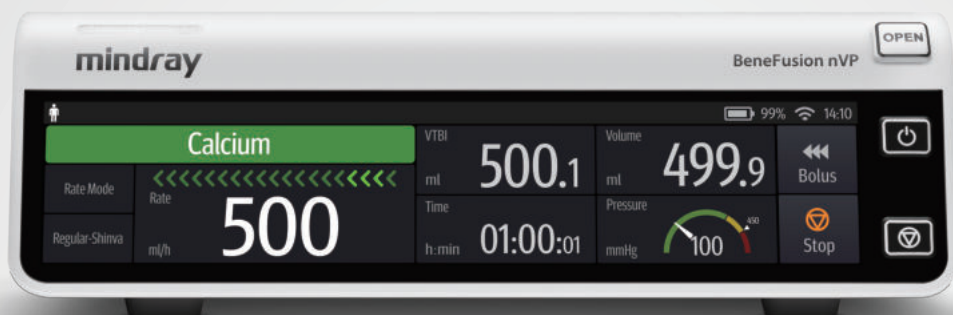 OPEN
mindray
BeneFusion nVP
99% 14:10
Calcium
Rate Mode
Regular-Shinva
Rate
ml/h
500
VTBI
ml
500.1
Time
h:min
01:00:01
Volume
ml
499.9
Pressure
mmHg
450
100
Bolus
Stop